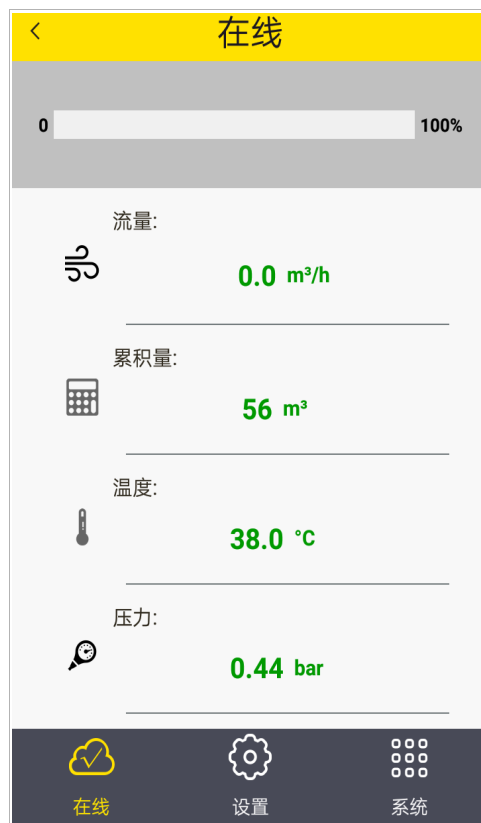 在线
0 100%
流量:
0.0 m³/h
累积量:
56 m³
温度:
38.0 °C
压力:
0.44 bar
在线 设置 系统